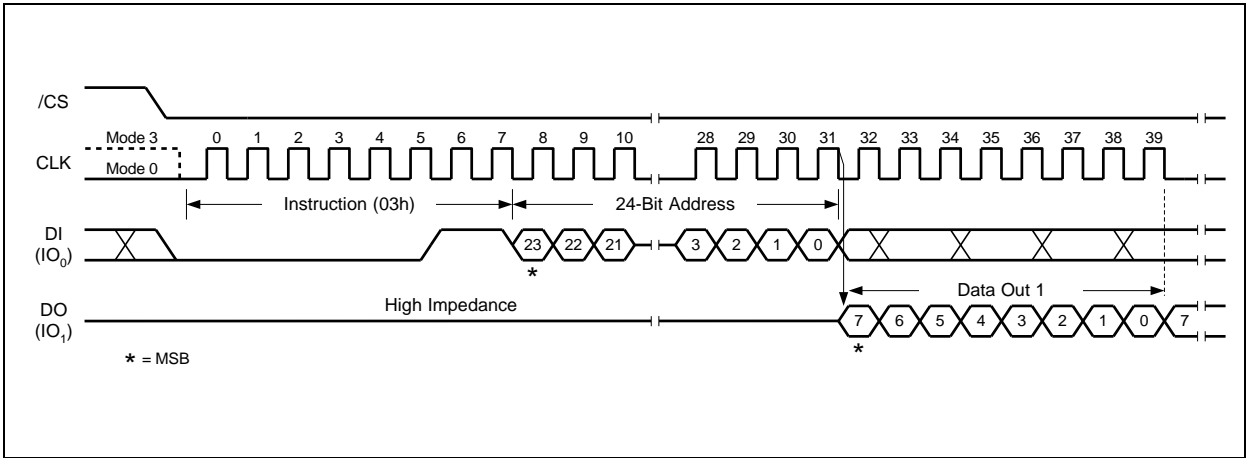 /CS
Mode 3
0 1 2 3 4 5 6 7 8 9 10 28 29 30 31 32 33 34 35 36 37 38 39
CLK
Mode 0
Instruction (03h) 24-Bit Address
DI
(IO0)
23 22 21 3 2 1 0
*
Data Out 1
High Impedance
DO
(IO1)
7 6 5 4 3 2 1 0 7
*
* = MSB